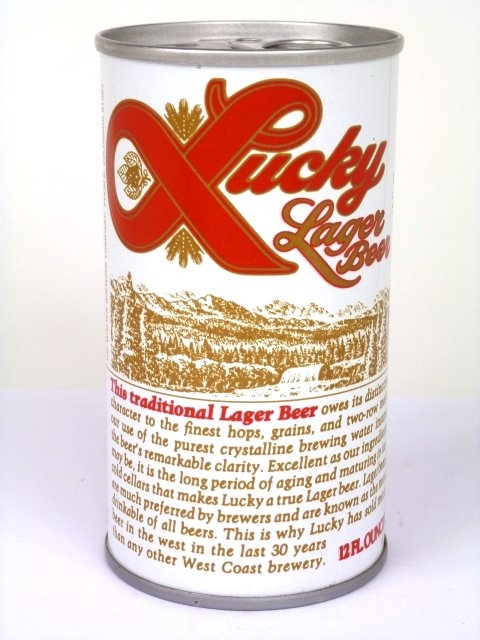 Lucky
Lager
Beer
This traditional Lager Beer owes its
character to the finest hops, grains, and two-row
our use of the purest crystalline brewing water
the beer's remarkable clarity. Excellent as our
may be, it is the long period of aging and maturing in
cold cellars that makes Lucky a true Lager beer. Lager
are much preferred by brewers and are known as the
drinkable of all beers. This is why Lucky has sold
beer in the west in the last 30 years
than any other West Coast brewery.
12 FL. OUNC